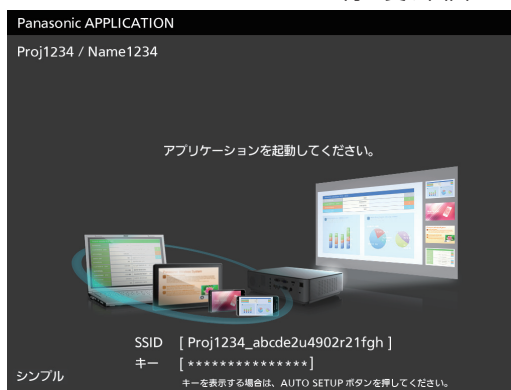 Panasonic APPLICATION
Proj1234 / Name1234
アプリケーションを起動してください。
SSID [ Proj1234_abcde2u4902r21fgh ]
キー [ *************** ]
キーを表示する場合は、AUTO SETUP ボタンを押してください。
シンプル